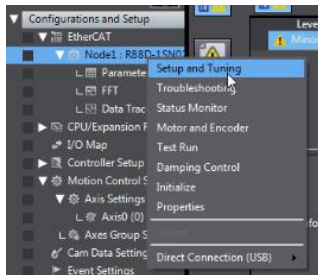 Configurations and Setup
EtherCAT
Node1 : R88D-1SN0
Parameter
FFT
Data Trac
CPU/Expansion R
I/O Map
Controller Setup
Motion Control S
Axis Settings
Axis0 (0)
Axes Group S
Cam Data Setting
Event Settings
Setup and Tuning
Troubleshooting
Status Monitor
Motor and Encoder
Test Run
Damping Control
Initialize
Properties
Direct Connection (USB)
Level
Minor